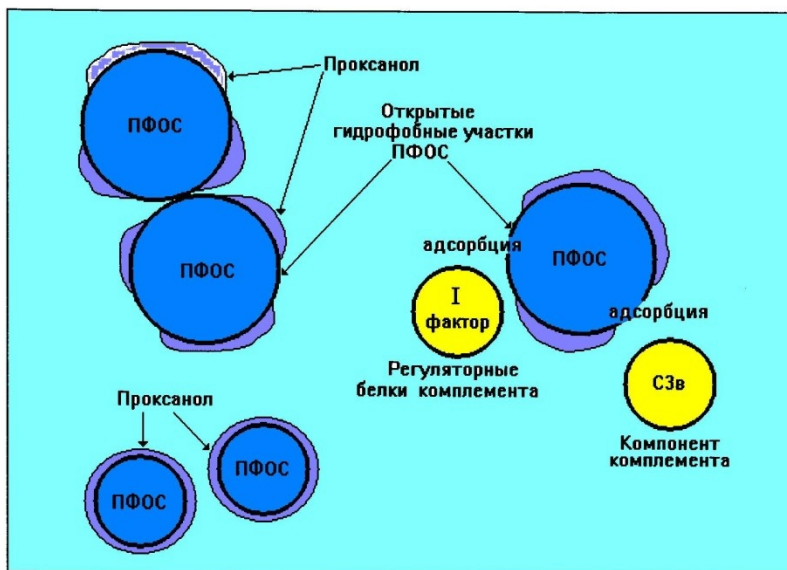 Проксанол
ПФОС
Открытые
гидрофобные участки
ПФОС
ПФОС
адсорбция
ПФОС
I
фактор
адсорбция
Регуляторные
белки комплемента
С3в
Компонент
комплемента
Проксанол
ПФОС
ПФОС